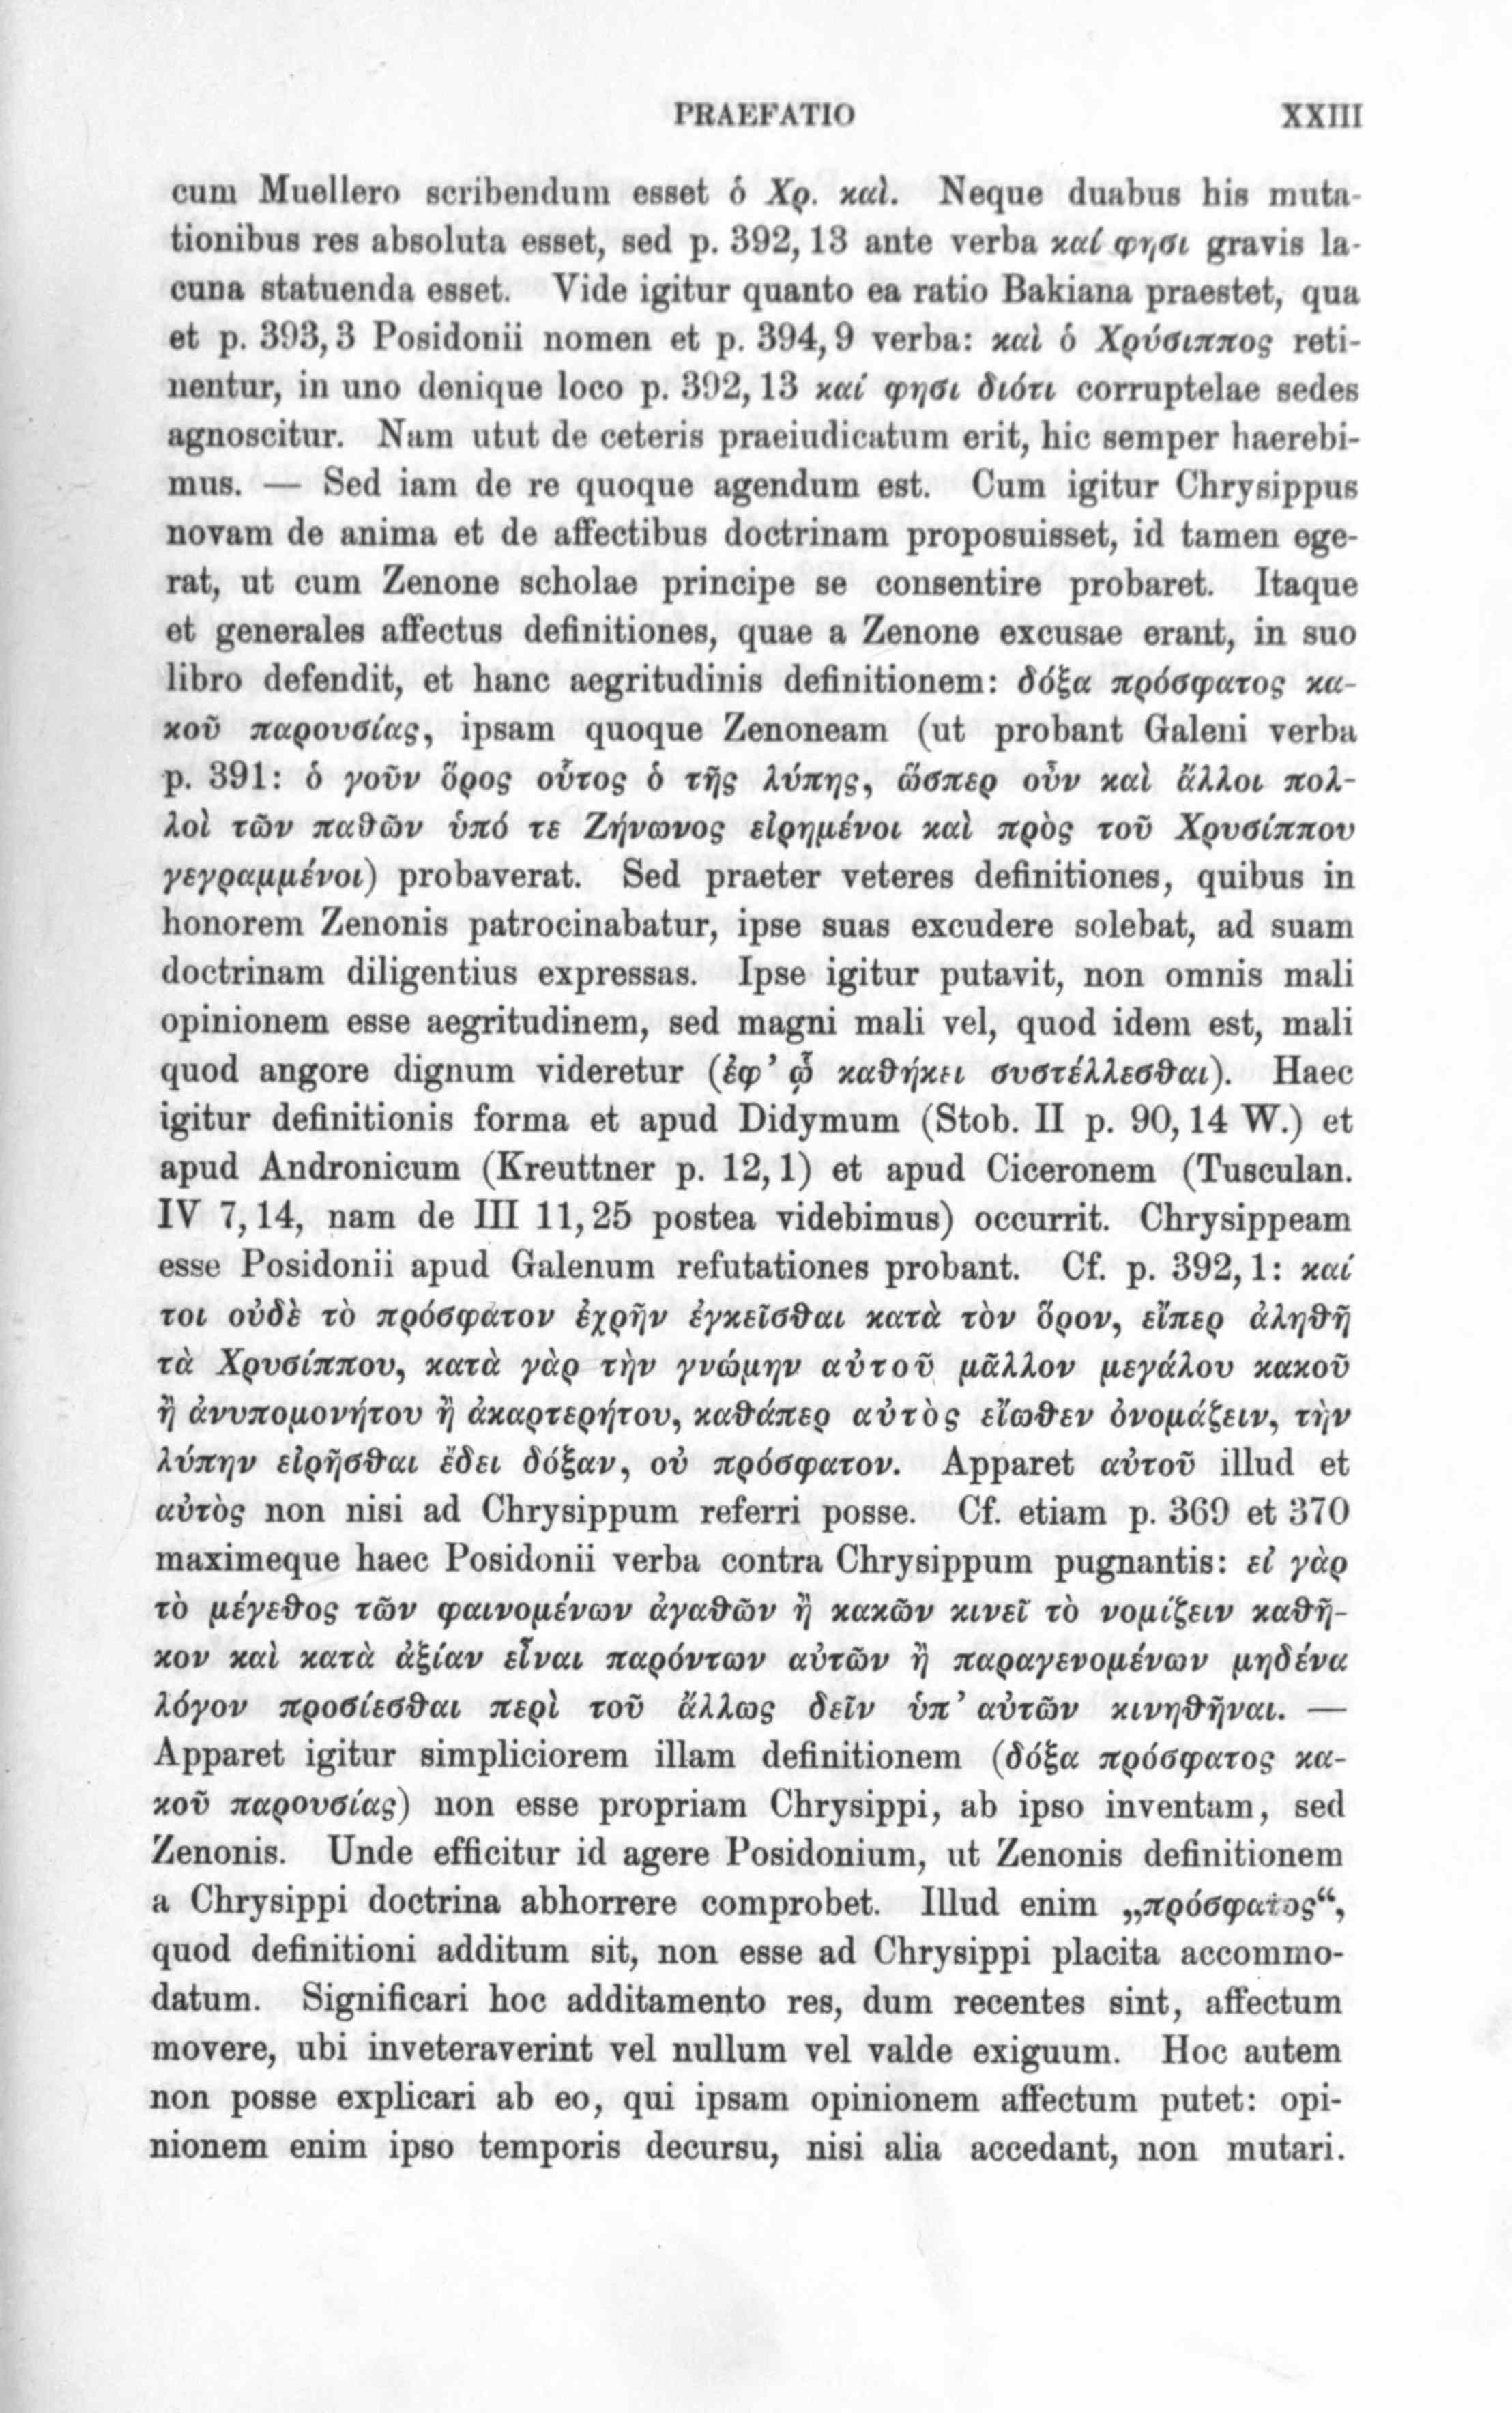 PRAEFATIO XXIII
cum Muellero scribendum esset ὁ Χρ. καὶ. Neque duabus his muta-
tionibus res absoluta esset, sed p. 392, 13 ante verba καί φησι gravis la-
cuna statuenda esset. Vide igitur quanto ea ratio Bakiana praestet, qua
et p. 393, 3 Posidonii nomen et p. 394, 9 verba: καὶ ὁ Χρύσιππος reti-
nentur, in uno denique loco p. 392, 13 καί φησι διότι corruptelae sedes
agnoscitur. Nam utut de ceteris praeiudicatum erit, hic semper haerebi-
mus. — Sed iam de re quoque agendum est. Cum igitur Chrysippus
novam de anima et de affectibus doctrinam proposuisset, id tamen ege-
rat, ut cum Zenone scholae principe se consentire probaret. Itaque
et generales affectus definitiones, quae a Zenone excusae erant, in suo
libro defendit, et hanc aegritudinis definitionem: δόξα πρόσφατος κα-
κοῦ παρουσίας, ipsam quoque Zenoneam (ut probant Galeni verba
p. 391: ὁ γοῦν ὅρος οὗτος ὁ τῆς λύπης, ὥσπερ οὖν καὶ ἄλλοι πολ-
λοὶ τῶν παθῶν ὑπό τε Ζήνωνος εἰρημένοι καὶ πρὸς τοῦ Χρυσίππου
γεγραμμένοι) probaverat. Sed praeter veteres definitiones, quibus in
honorem Zenonis patrocinabatur, ipse suas excudere solebat, ad suam
doctrinam diligentius expressas. Ipse igitur putavit, non omnis mali
opinionem esse aegritudinem, sed magni mali vel, quod idem est, mali
quod angore dignum videretur (ἐφ’ ᾧ καθήκει συστέλλεσθαι). Haec
igitur definitionis forma et apud Didymum (Stob. II p. 90, 14 W.) et
apud Andronicum (Kreuttner p. 12, 1) et apud Ciceronem (Tusculan.
IV 7, 14, nam de III 11, 25 postea videbimus) occurrit. Chrysippeam
esse Posidonii apud Galenum refutationes probant. Cf. p. 392, 1: καί
τοι οὐδὲ τὸ πρόσφατον ἐχρῆν ἐγκεῖσθαι κατὰ τὸν ὅρον, εἴπερ ἀληθῆ
τὰ Χρυσίππου, κατὰ γὰρ τὴν γνώμην αὐτοῦ μᾶλλον μεγάλου κακοῦ
ἢ ἀνυπομονήτου ἢ ἀκαρτερήτου, καθάπερ αὐτὸς εἴωθεν ὀνομάζειν, τὴν
λύπην εἰρῆσθαι ἔδει δόξαν, οὐ πρόσφατον. Apparet αὐτοῦ illud et
αὐτὸς non nisi ad Chrysippum referri posse. Cf. etiam p. 369 et 370
maximeque haec Posidonii verba contra Chrysippum pugnantis: εἰ γὰρ
τὸ μέγεθος τῶν φαινομένων ἀγαθῶν ἢ κακῶν κινεῖ τὸ νομίζειν καθῆ-
κον καὶ κατὰ ἀξίαν εἶναι παρόντων αὐτῶν ἢ παραγενομένων μηδένα
λόγον προσίεσθαι περὶ τοῦ ἄλλως δεῖν ὑπ’ αὐτῶν κινηθῆναι. —
Apparet igitur simpliciorem illam definitionem (δόξα πρόσφατος κα-
κοῦ παρουσίας) non esse propriam Chrysippi, ab ipso inventam, sed
Zenonis. Unde efficitur id agere Posidonium, ut Zenonis definitionem
a Chrysippi doctrina abhorrere comprobet. Illud enim „πρόσφατος“,
quod definitioni additum sit, non esse ad Chrysippi placita accommo-
datum. Significari hoc additamento res, dum recentes sint, affectum
movere, ubi inveteraverint vel nullum vel valde exiguum. Hoc autem
non posse explicari ab eo, qui ipsam opinionem affectum putet: opi-
nionem enim ipso temporis decursu, nisi alia accedant, non mutari.